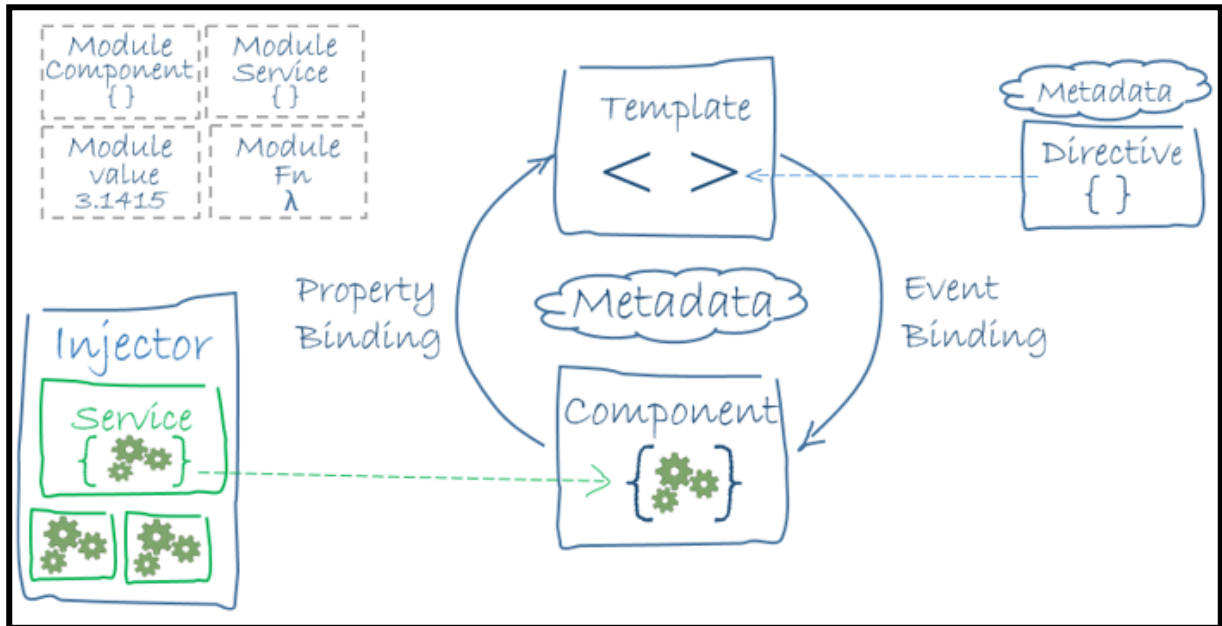 Module
Component
{ }
Module
Service
{ }
Module
value
3.1415
Module
Fn
λ
Template
< >
Metadata
Directive
{ }
Property
Binding
Metadata
Event
Binding
Injector
Service
{ }
Component
{ }